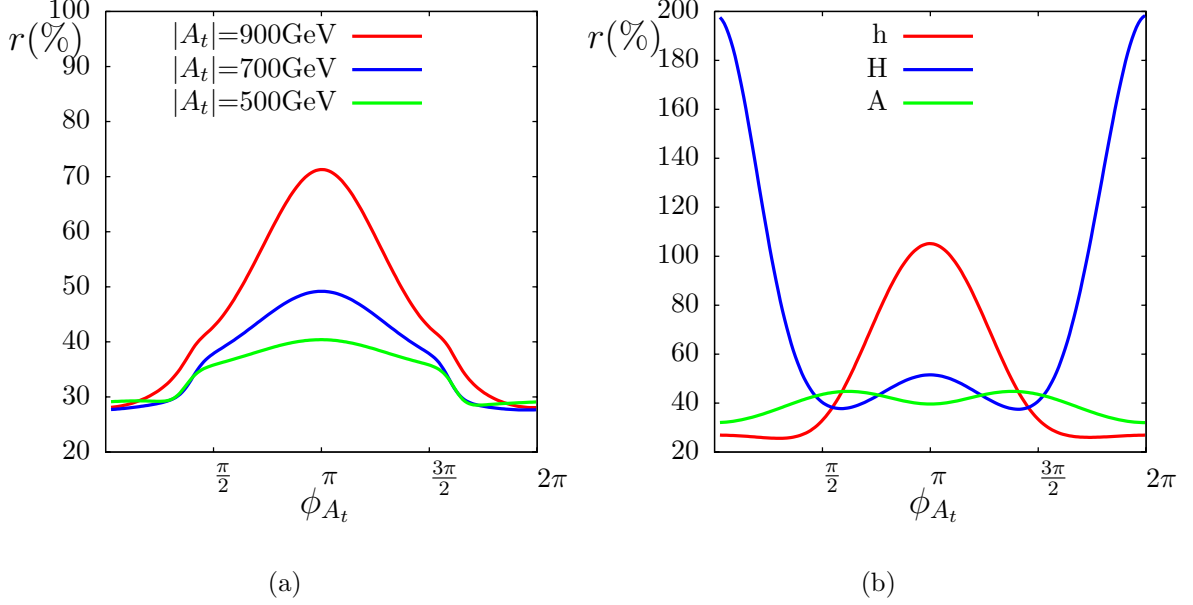 r(%)
100
90
80
70
60
50
40
30
20
|A_t|=900GeV
|A_t|=700GeV
|A_t|=500GeV
π/2
π
3π/2
2π
ϕ_{A_t}
(a)
r(%)
200
180
160
140
120
100
80
60
40
20
h
H
A
π/2
π
3π/2
2π
ϕ_{A_t}
(b)